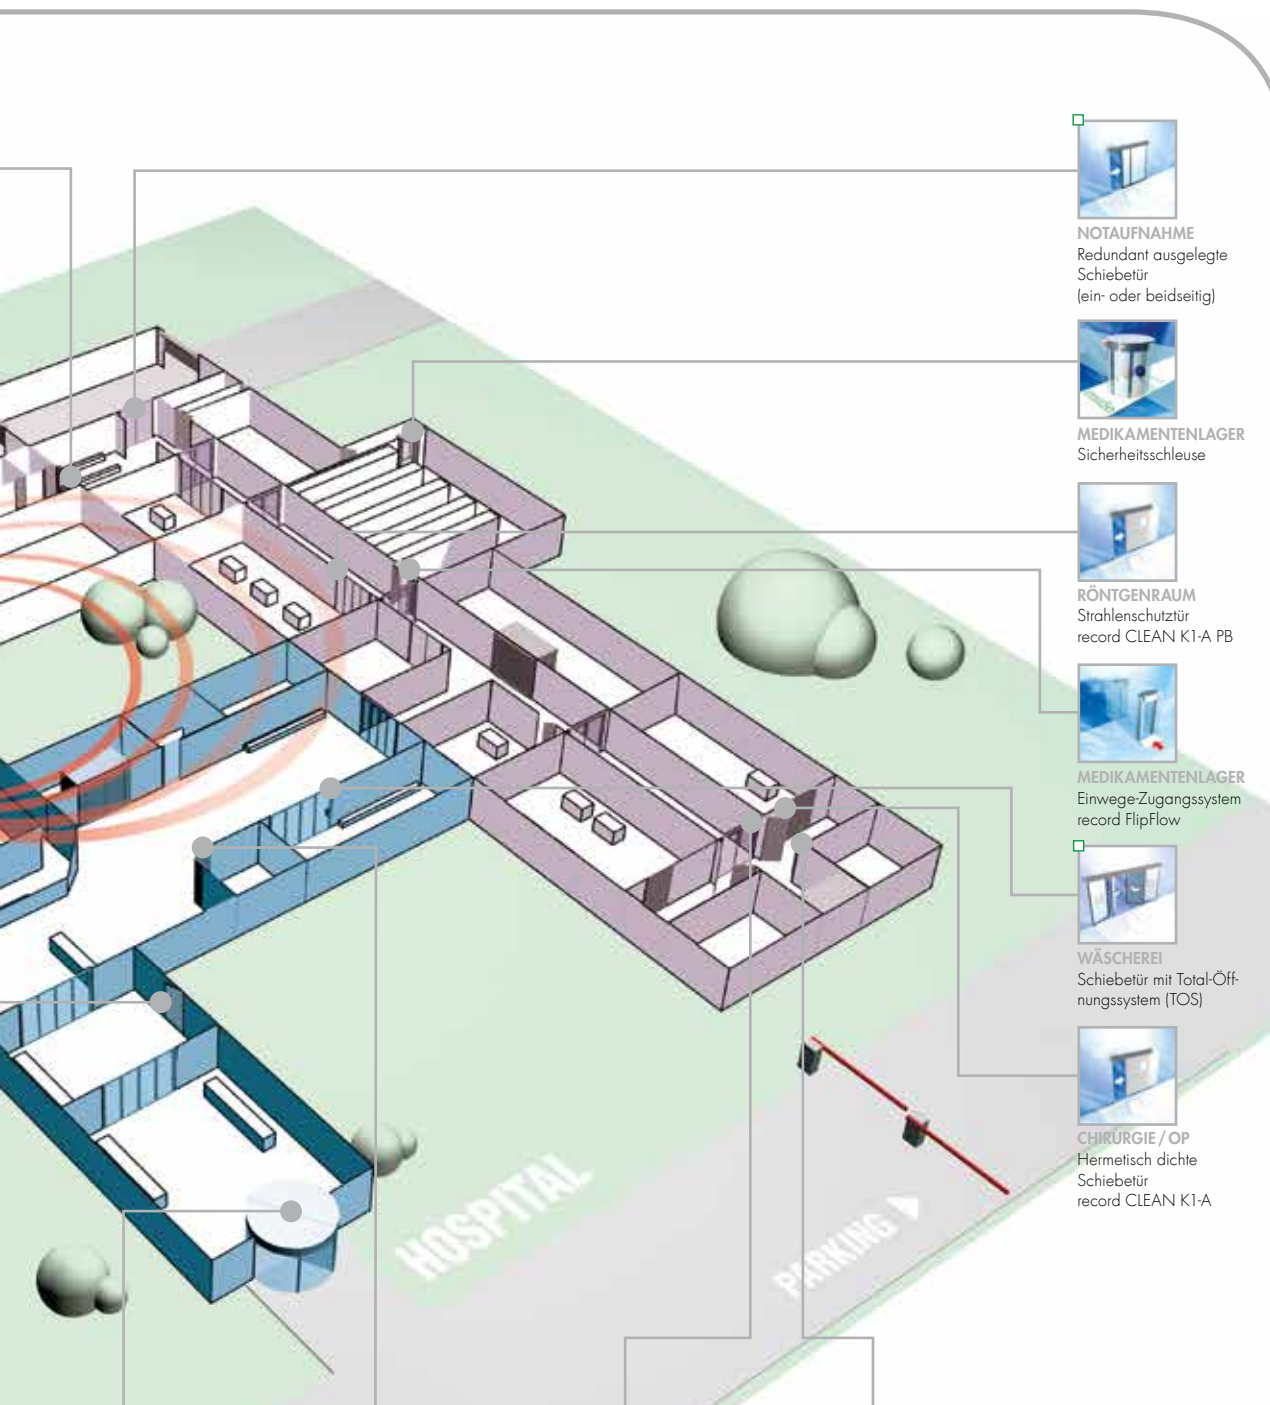 NOTAUFNAHME
Redundant ausgelegte
Schiebetür
(ein- oder beidseitig)
MEDIKAMENTENLAGER
Sicherheitsschleuse
RÖNTGENRAUM
Strahlenschutztür
record CLEAN K1-A PB
MEDIKAMENTENLAGER
Einwege-Zugangssystem
record FlipFlow
WÄSCHEREI
Schiebetür mit Total-Öff-
nungssystem (TOS)
CHIRURGIE / OP
Hermetisch dichte
Schiebetür
record CLEAN K1-A
HOSPITAL
PARKING